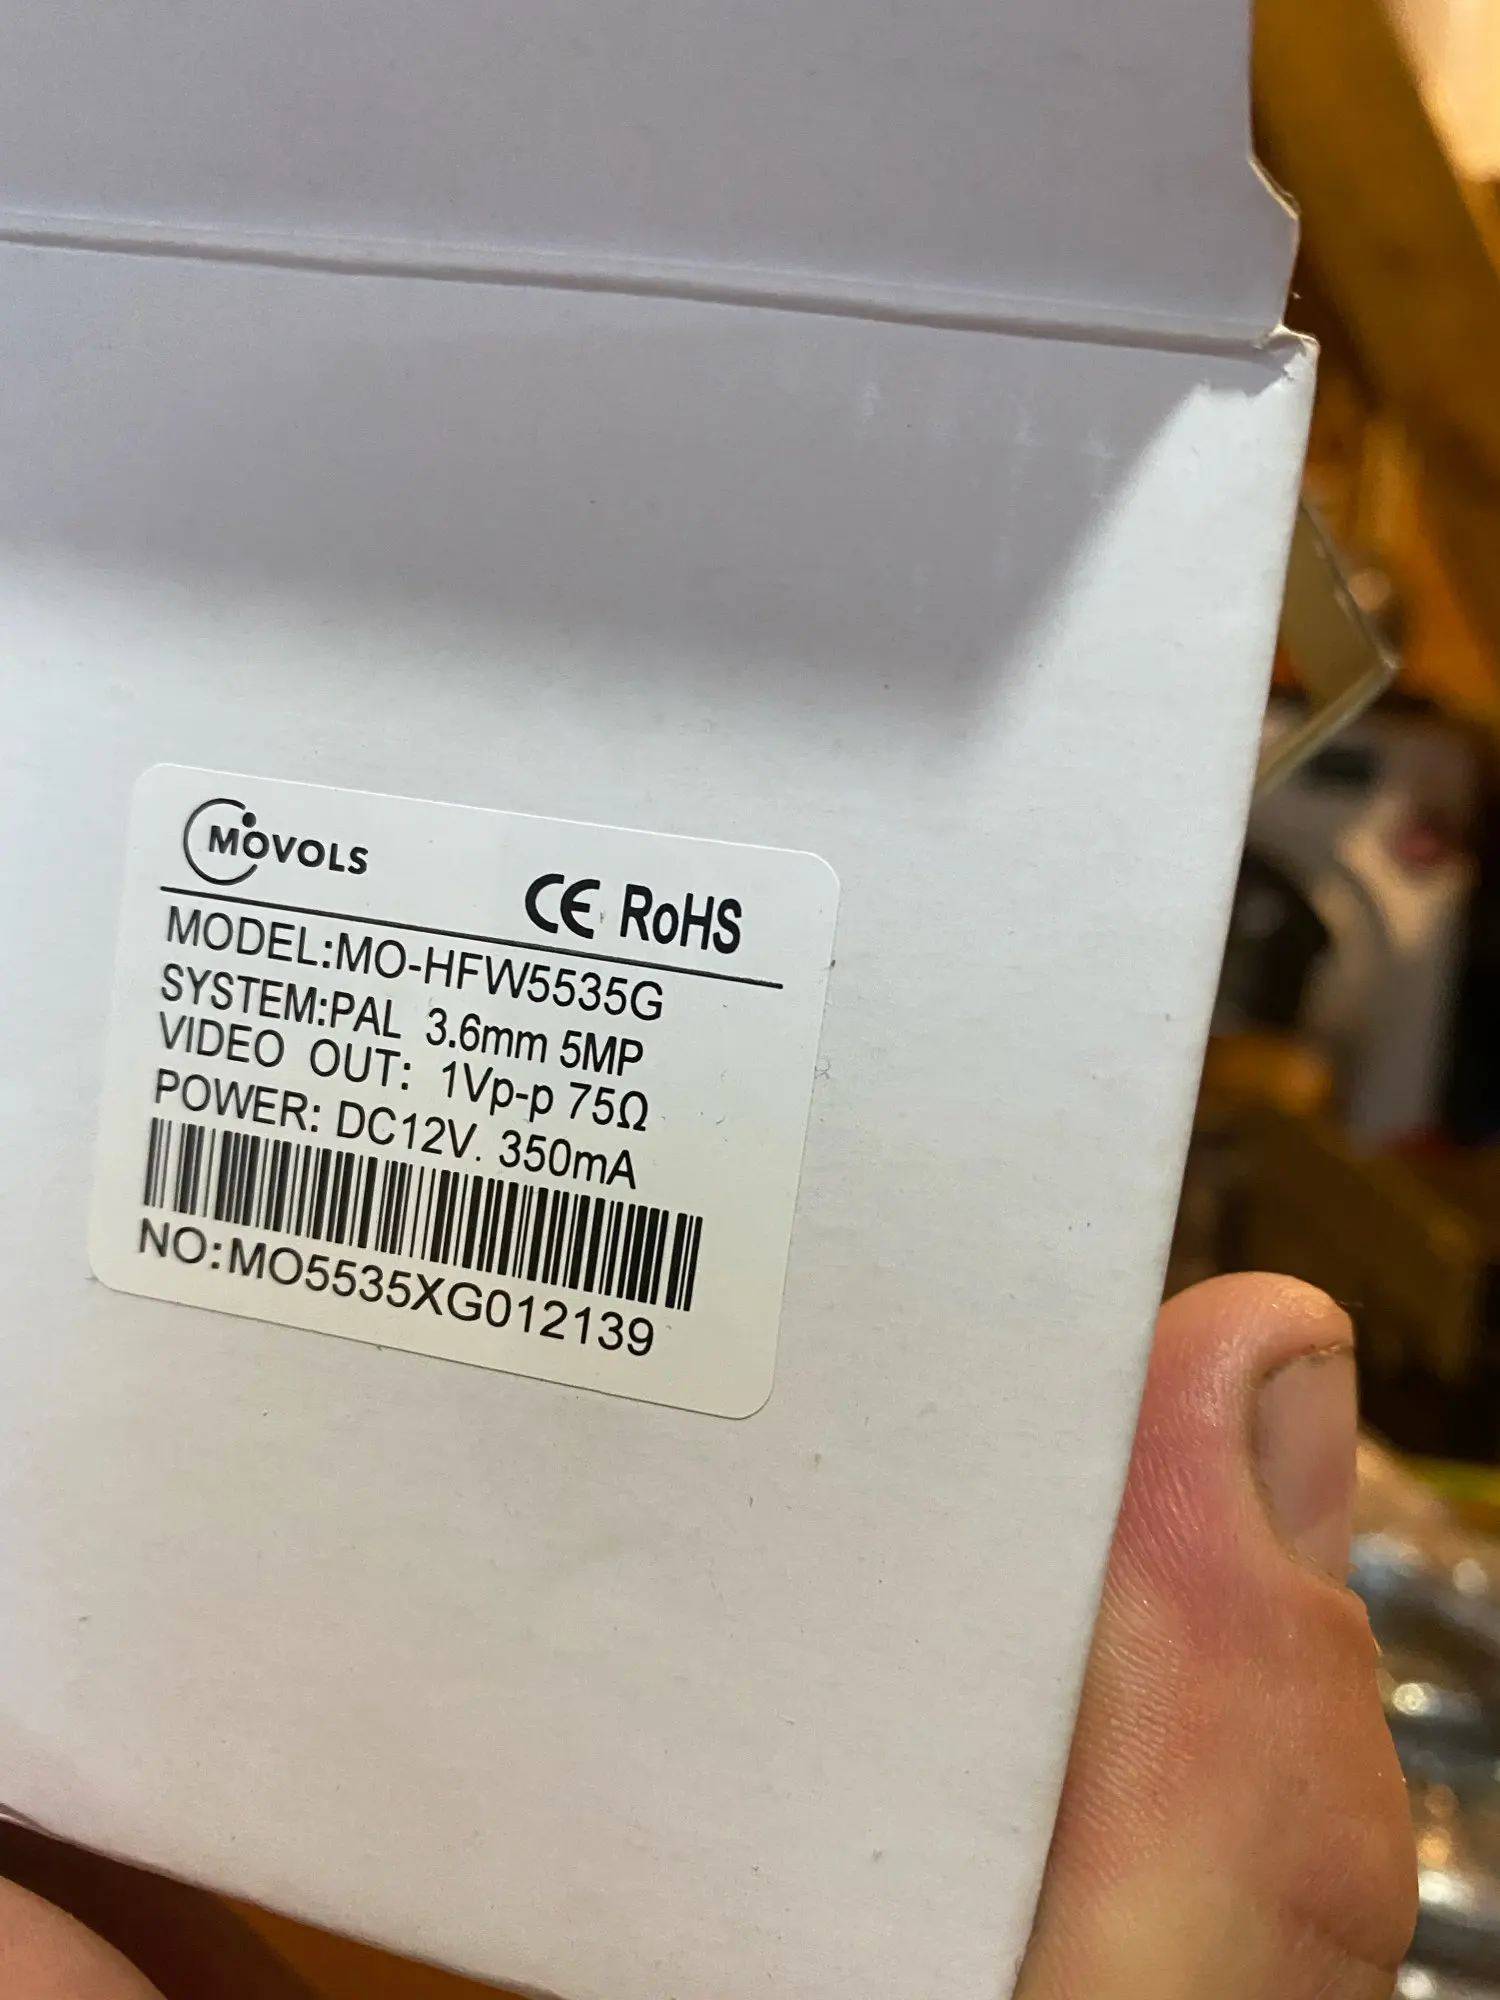 MOVOLS
CE RoHS
MODEL:MO-HFW5535G
SYSTEM:PAL 3.6mm 5MP
VIDEO OUT: 1Vp-p 75Ω
POWER: DC12V. 350mA
NO:MO5535XG012139